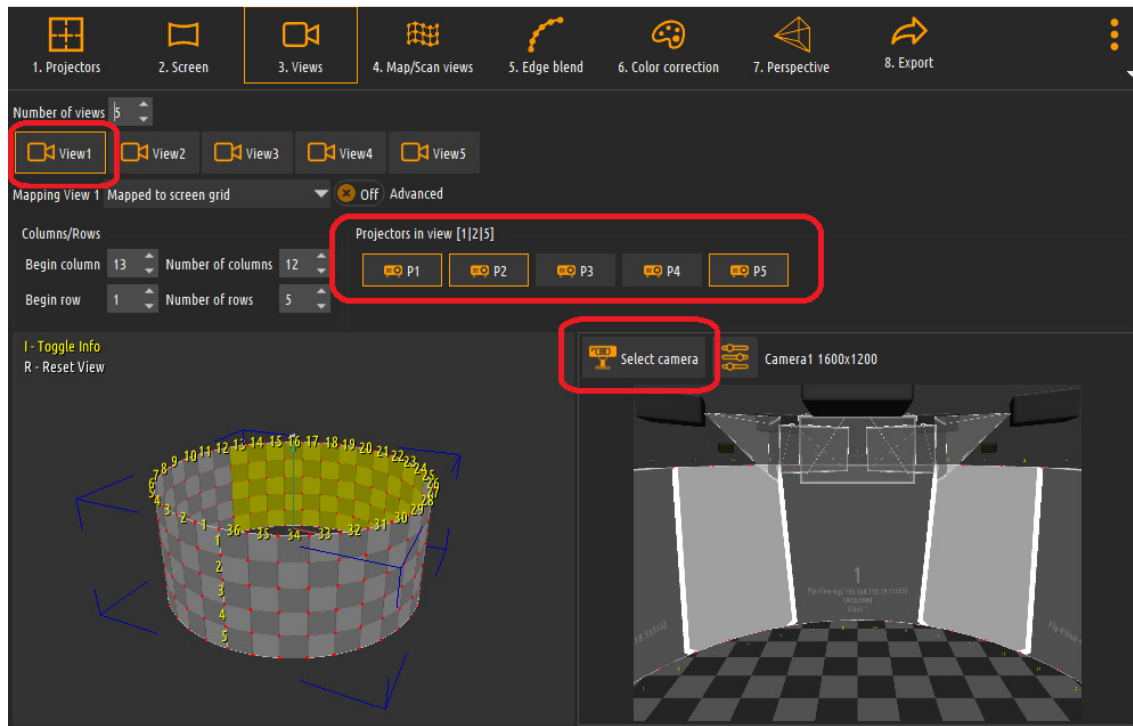 1. Projectors 2. Screen 3. Views 4. Map/Scan views 5. Edge blend 6. Color correction 7. Perspective 8. Export
Number of views 5
View1 View2 View3 View4 View5
Mapping View 1 Mapped to screen grid Off Advanced
Columns/Rows Projectors in view [1|2|5]
Begin column 13 Number of columns 12 P1 P2 P3 P4 P5
Begin row 1 Number of rows 5
I - Toggle Info
R - Reset View
Select camera Camera1 1600x1200
7 8 9 10 11 12 13 14 15 16 17 18 19 20 21 22 23 24 25 26 27
6
5
4 3 2 1 36 35 34 33 32 31 30 29 28
1
2
3
4
5
1
1920x1080